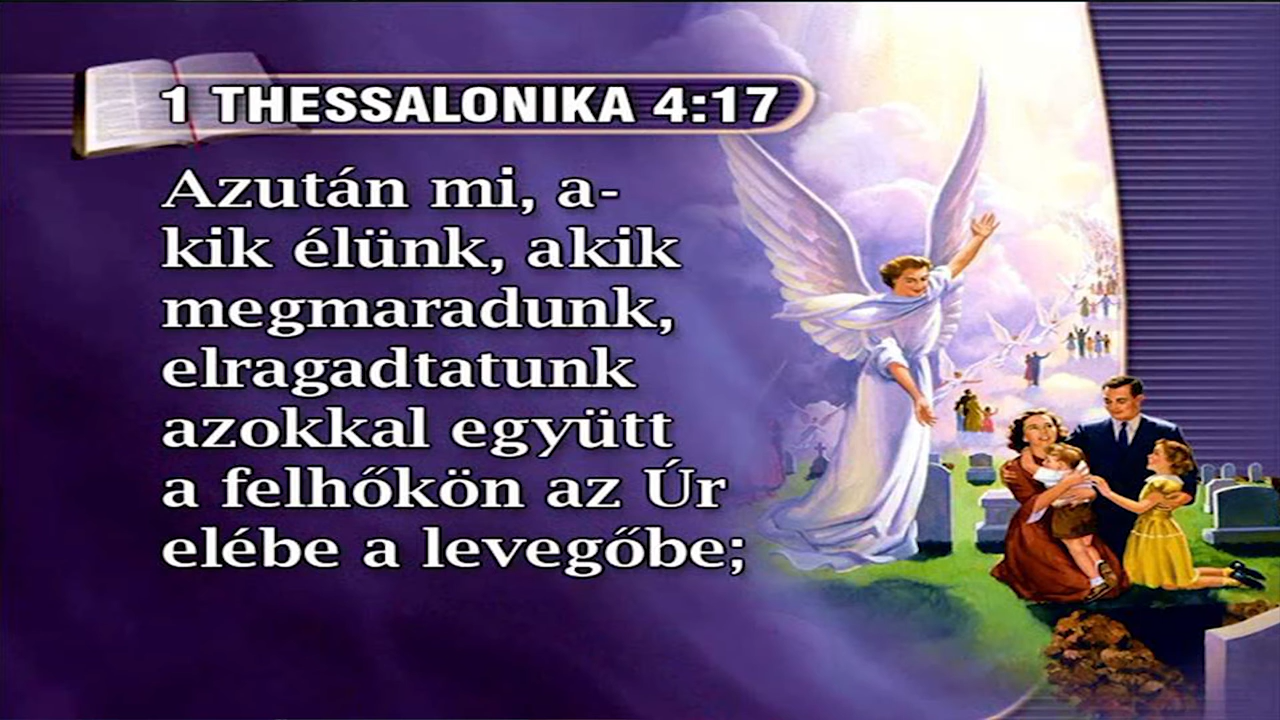 1 THESSALONIKA 4:17
Azután mi, a-
kik élünk, akik
megmaradunk,
elragadtatunk
azokkal együtt
a felhőkön az Úr
elébe a levegőbe;